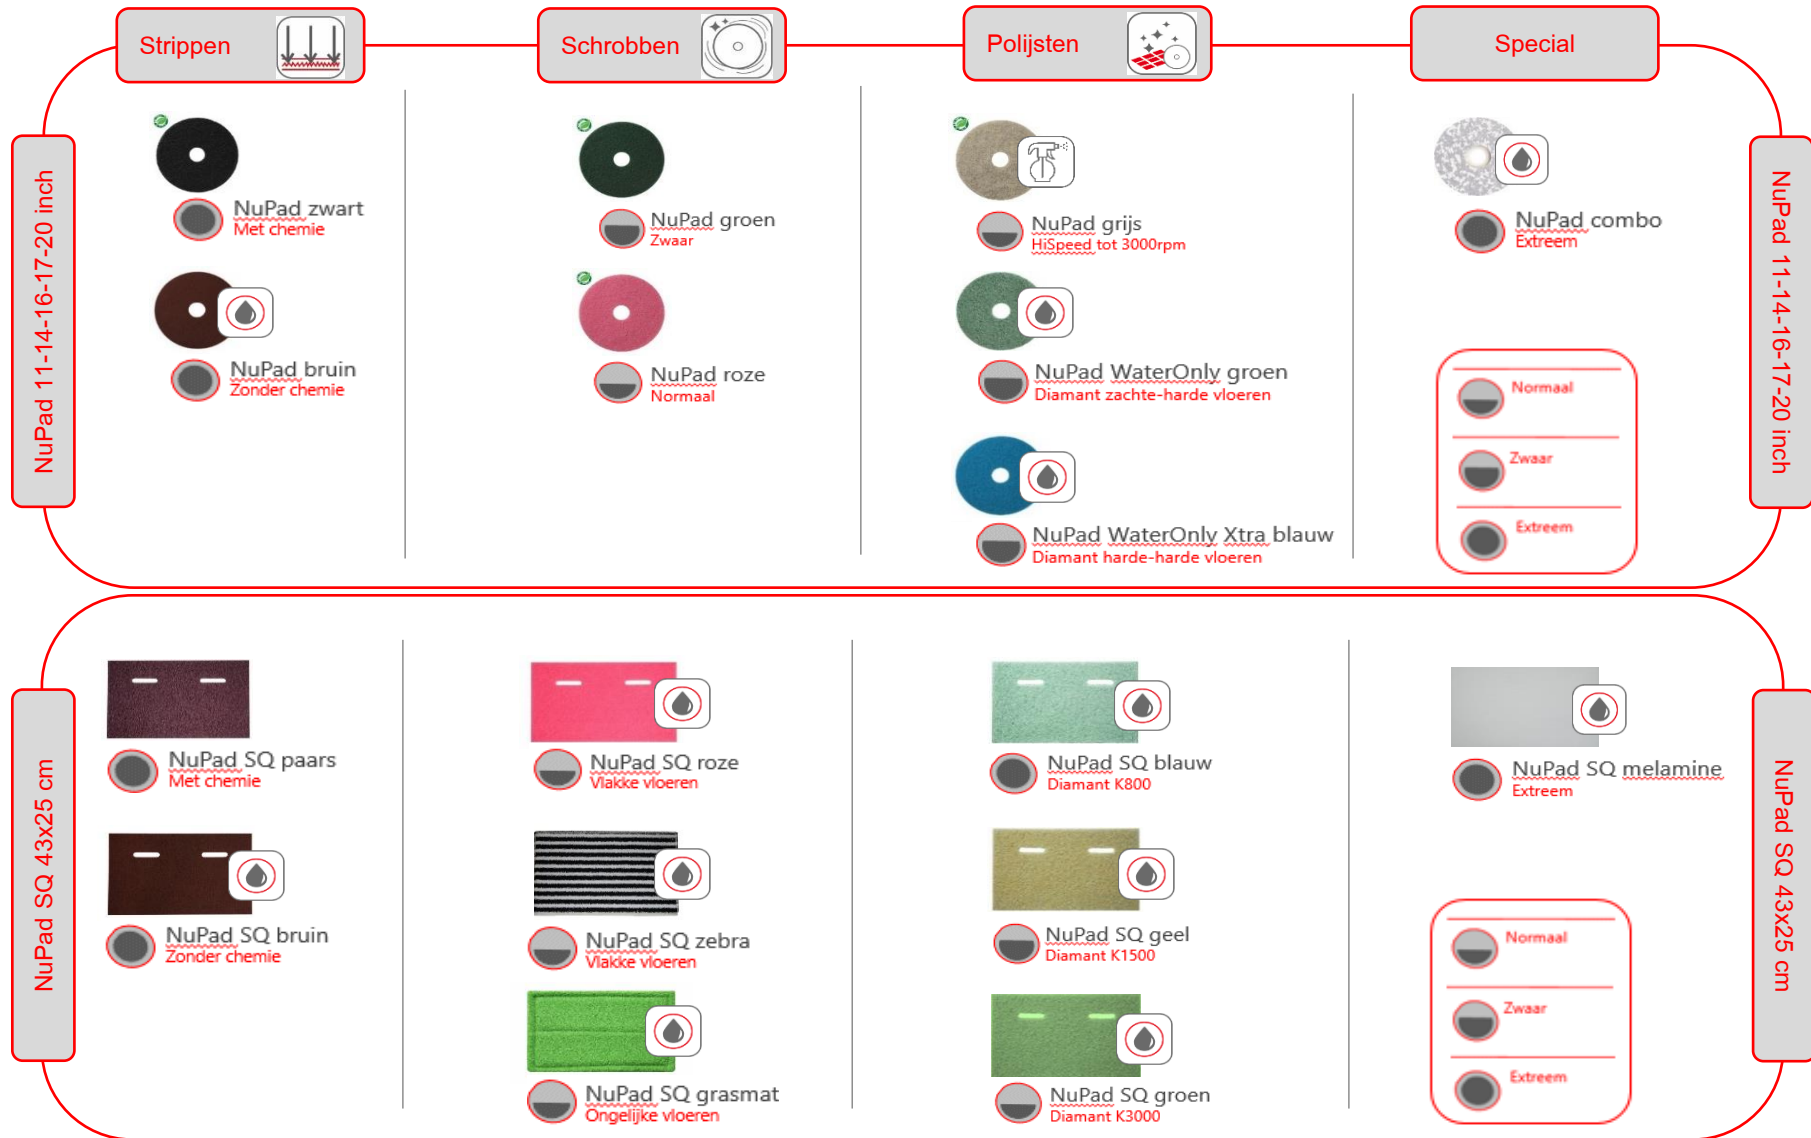 Strippen
Schrobben
Polijsten
Special
NuPad 11-14-16-17-20 inch
NuPad zwart
Met chemie
NuPad bruin
Zonder chemie
NuPad groen
Zwaar
NuPad roze
Normaal
NuPad grijs
HiSpeed tot 3000rpm
NuPad WaterOnly groen
Diamant zachte-harde vloeren
NuPad WaterOnly Xtra blauw
Diamant harde-harde vloeren
NuPad combo
Extreem
Normaal
Zwaar
Extreem
NuPad 11-14-16-17-20 inch
NuPad SQ 43x25 cm
NuPad SQ paars
Met chemie
NuPad SQ bruin
Zonder chemie
NuPad SQ roze
Vlakke vloeren
NuPad SQ zebra
Vlakke vloeren
NuPad SQ grasmat
Ongelijke vloeren
NuPad SQ blauw
Diamant K800
NuPad SQ geel
Diamant K1500
NuPad SQ groen
Diamant K3000
NuPad SQ melamine
Extreem
Normaal
Zwaar
Extreem
NuPad SQ 43x25 cm